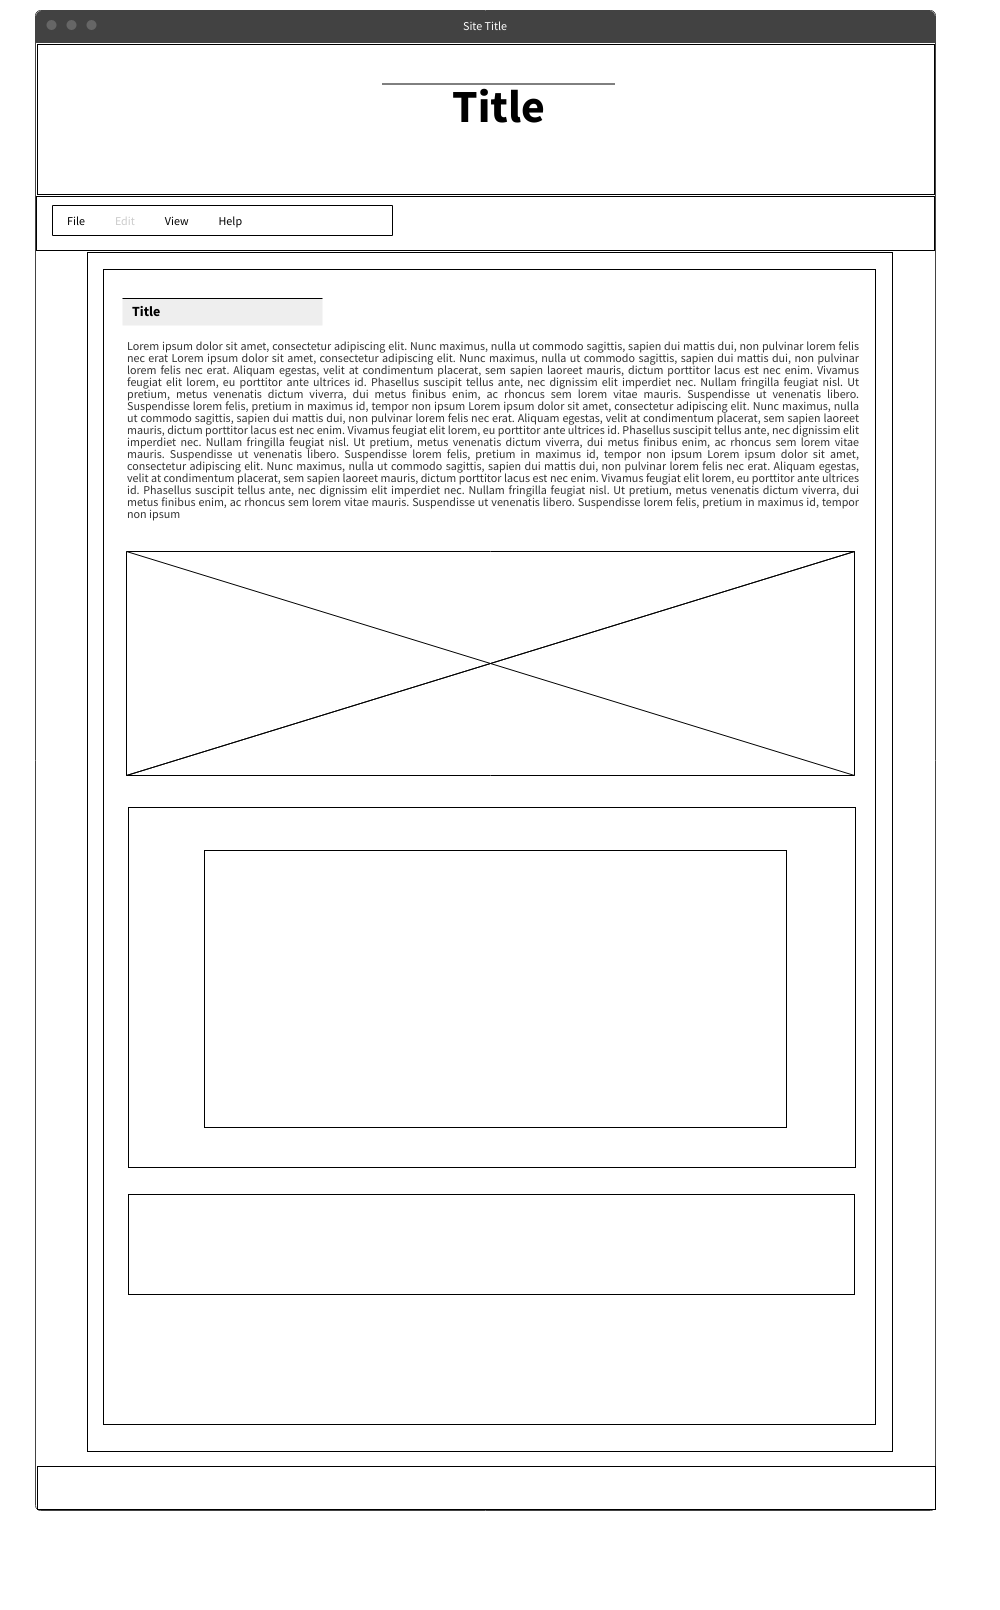 Site Title
Title
File Edit View Help
Title
Lorem ipsum dolor sit amet, consectetur adipiscing elit. Nunc maximus, nulla ut commodo sagittis, sapien dui mattis dui, non pulvinar lorem felis
nec erat Lorem ipsum dolor sit amet, consectetur adipiscing elit. Nunc maximus, nulla ut commodo sagittis, sapien dui mattis dui, non pulvinar
lorem felis nec erat. Aliquam egestas, velit at condimentum placerat, sem sapien laoreet mauris, dictum porttitor lacus est nec enim. Vivamus
feugiat elit lorem, eu porttitor ante ultrices id. Phasellus suscipit tellus ante, nec dignissim elit imperdiet nec. Nullam fringilla feugiat nisl. Ut
pretium, metus venenatis dictum viverra, dui metus finibus enim, ac rhoncus sem lorem vitae mauris. Suspendisse ut venenatis libero.
Suspendisse lorem felis, pretium in maximus id, tempor non ipsum Lorem ipsum dolor sit amet, consectetur adipiscing elit. Nunc maximus, nulla
ut commodo sagittis, sapien dui mattis dui, non pulvinar lorem felis nec erat. Aliquam egestas, velit at condimentum placerat, sem sapien laoreet
mauris, dictum porttitor lacus est nec enim. Vivamus feugiat elit lorem, eu porttitor ante ultrices id. Phasellus suscipit tellus ante, nec dignissim elit
imperdiet nec. Nullam fringilla feugiat nisl. Ut pretium, metus venenatis dictum viverra, dui metus finibus enim, ac rhoncus sem lorem vitae
mauris. Suspendisse ut venenatis libero. Suspendisse lorem felis, pretium in maximus id, tempor non ipsum Lorem ipsum dolor sit amet,
consectetur adipiscing elit. Nunc maximus, nulla ut commodo sagittis, sapien dui mattis dui, non pulvinar lorem felis nec erat. Aliquam egestas,
velit at condimentum placerat, sem sapien laoreet mauris, dictum porttitor lacus est nec enim. Vivamus feugiat elit lorem, eu porttitor ante ultrices
id. Phasellus suscipit tellus ante, nec dignissim elit imperdiet nec. Nullam fringilla feugiat nisl. Ut pretium, metus venenatis dictum viverra, dui
metus finibus enim, ac rhoncus sem lorem vitae mauris. Suspendisse ut venenatis libero. Suspendisse lorem felis, pretium in maximus id, tempor
non ipsum